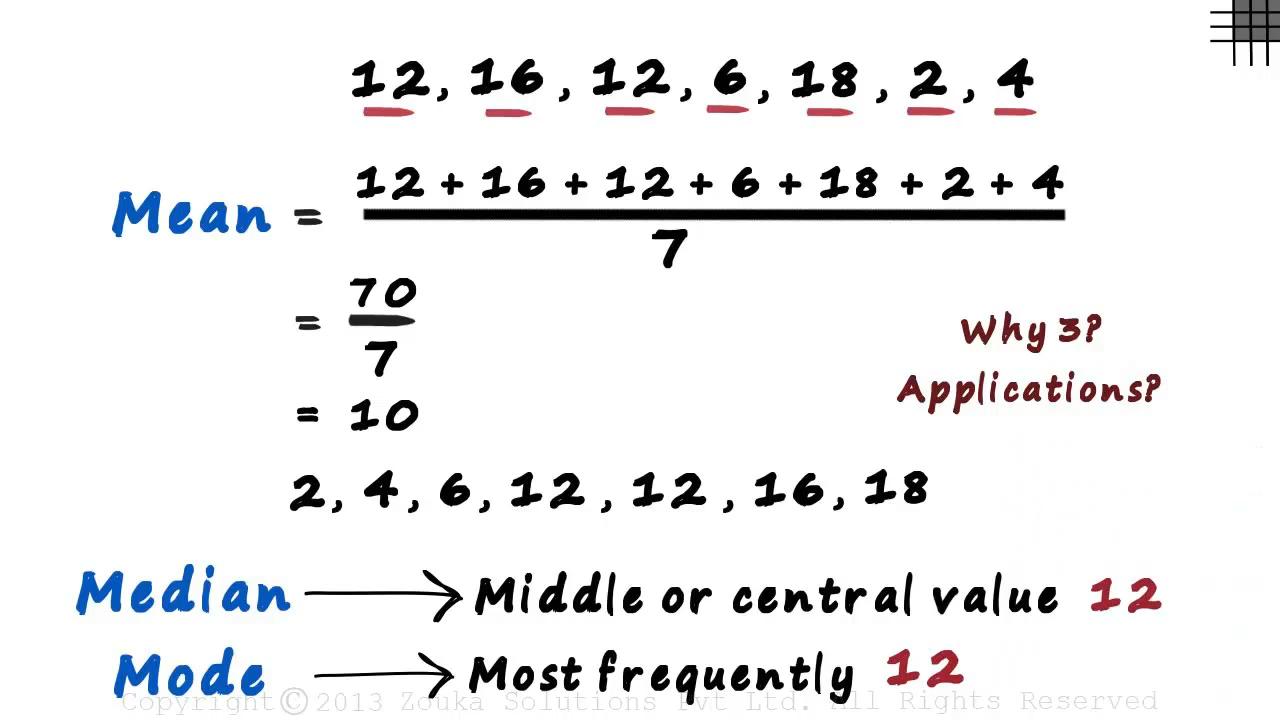 12, 16, 12, 6, 18, 2, 4
Mean = 12 + 16 + 12 + 6 + 18 + 2 + 4
7
= 70
7
= 10
Why 3?
Applications?
2, 4, 6, 12, 12, 16, 18
Median → Middle or central value 12
Mode → Most frequently 12
Copyright© 2013 Zouka Solutions Pvt Ltd. All Rights Reserved